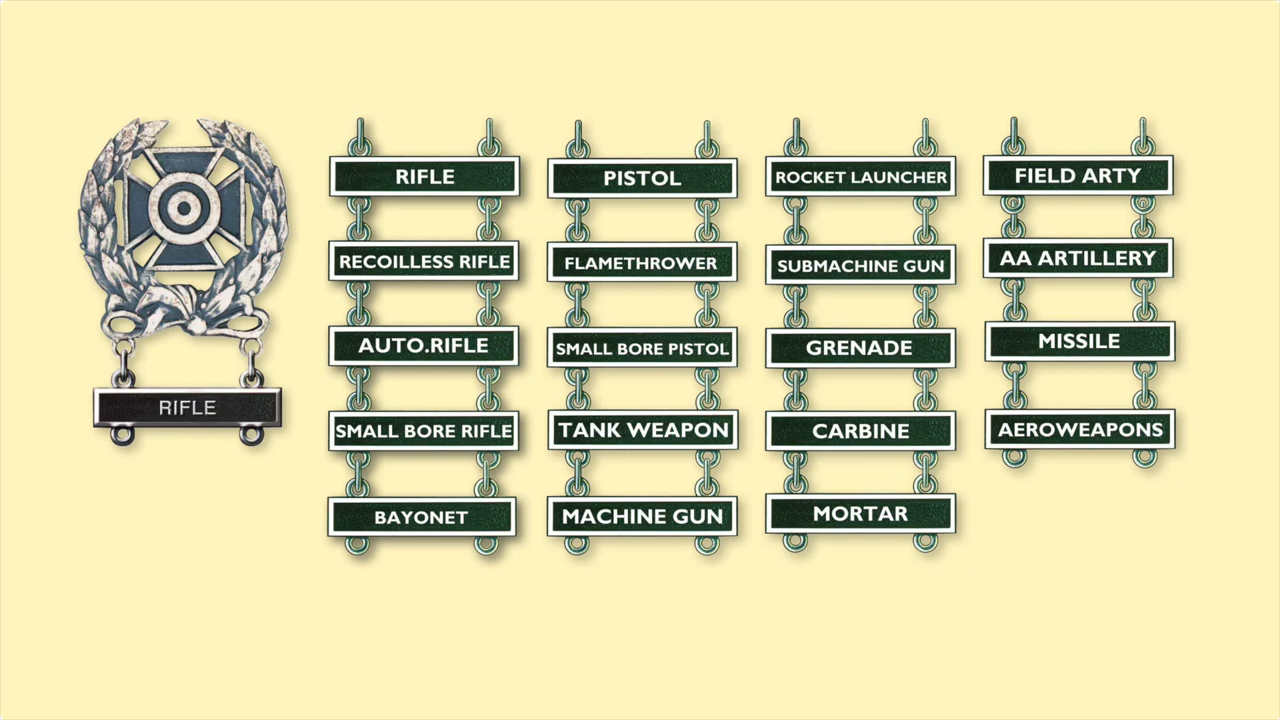 RIFLE
RIFLE
RECOILLESS RIFLE
AUTO.RIFLE
SMALL BORE RIFLE
BAYONET
PISTOL
FLAMETHROWER
SMALL BORE PISTOL
TANK WEAPON
MACHINE GUN
ROCKET LAUNCHER
SUBMACHINE GUN
GRENADE
CARBINE
MORTAR
FIELD ARTY
AA ARTILLERY
MISSILE
AEROWEAPONS